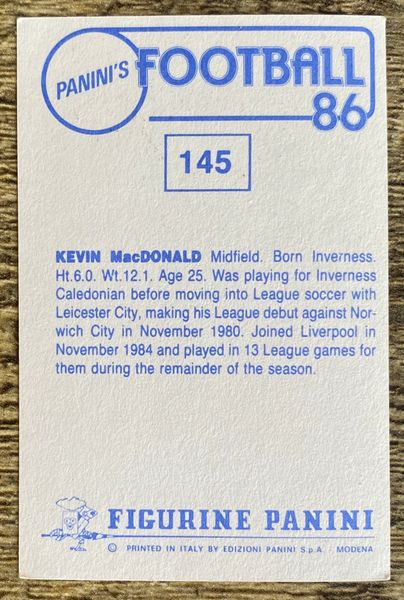 PANINI'S FOOTBALL
86
145
KEVIN MacDONALD Midfield. Born Inverness.
Ht.6.0. Wt.12.1. Age 25. Was playing for Inverness
Caledonian before moving into League soccer with
Leicester City, making his League debut against Nor-
wich City in November 1980. Joined Liverpool in
November 1984 and played in 13 League games for
them during the remainder of the season.
FIGURINE PANINI
© PRINTED IN ITALY BY EDIZIONI PANINI S.p.A. - MODENA